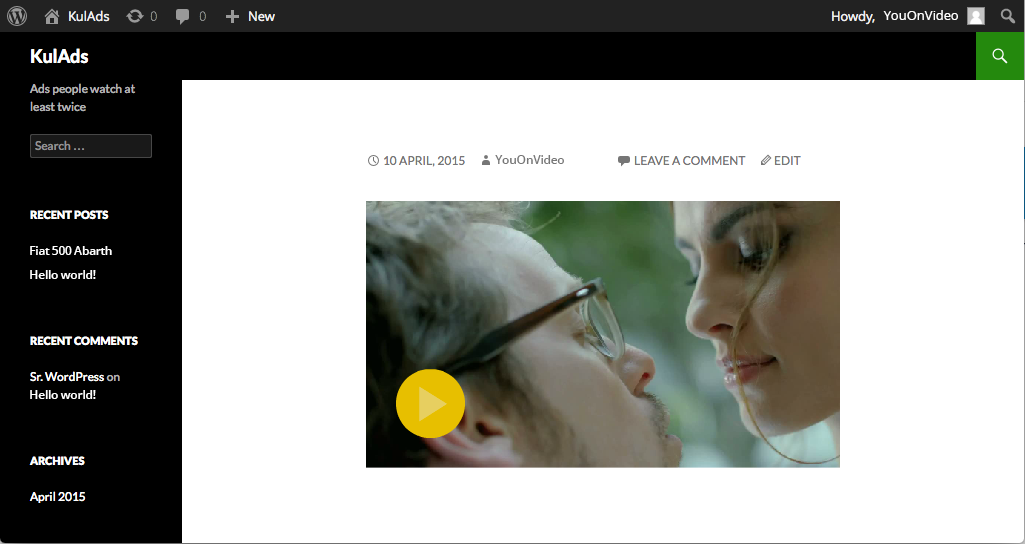 KulAds 0 0 New Howdy, YouOnVideo
KulAds
Ads people watch at
least twice
Search ...
RECENT POSTS
Fiat 500 Abarth
Hello world!
RECENT COMMENTS
Sr. WordPress on
Hello world!
ARCHIVES
April 2015
10 APRIL, 2015 YouOnVideo LEAVE A COMMENT EDIT